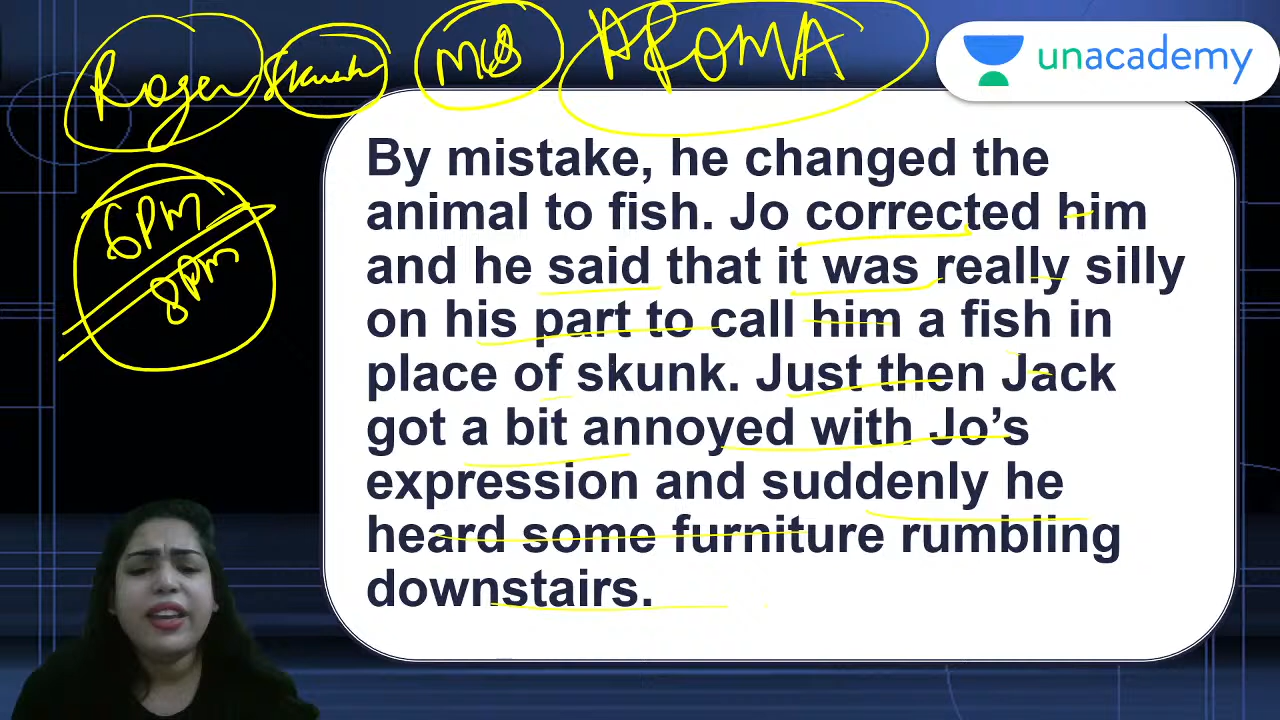 Roger Skunk MCS AROMA
unacademy
6PM
8PM
By mistake, he changed the
animal to fish. Jo corrected him
and he said that it was really silly
on his part to call him a fish in
place of skunk. Just then Jack
got a bit annoyed with Jo's
expression and suddenly he
heard some furniture rumbling
downstairs.